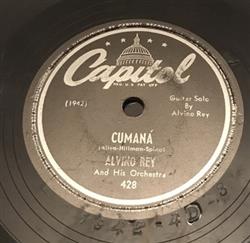 Capitol
REG. U.S. PAT. OFF.
(1942)
Guitar Solo
By
Alvino Rey
CUMANÁ
ALVINO REY
And His Orchestra
428